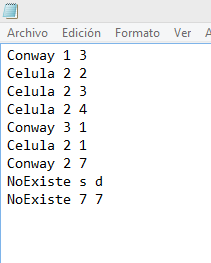 Archivo Edición Formato Ver
Conway 1 3
Celula 2 2
Celula 2 3
Celula 2 4
Conway 3 1
Celula 2 1
Conway 2 7
NoExiste s d
NoExiste 7 7